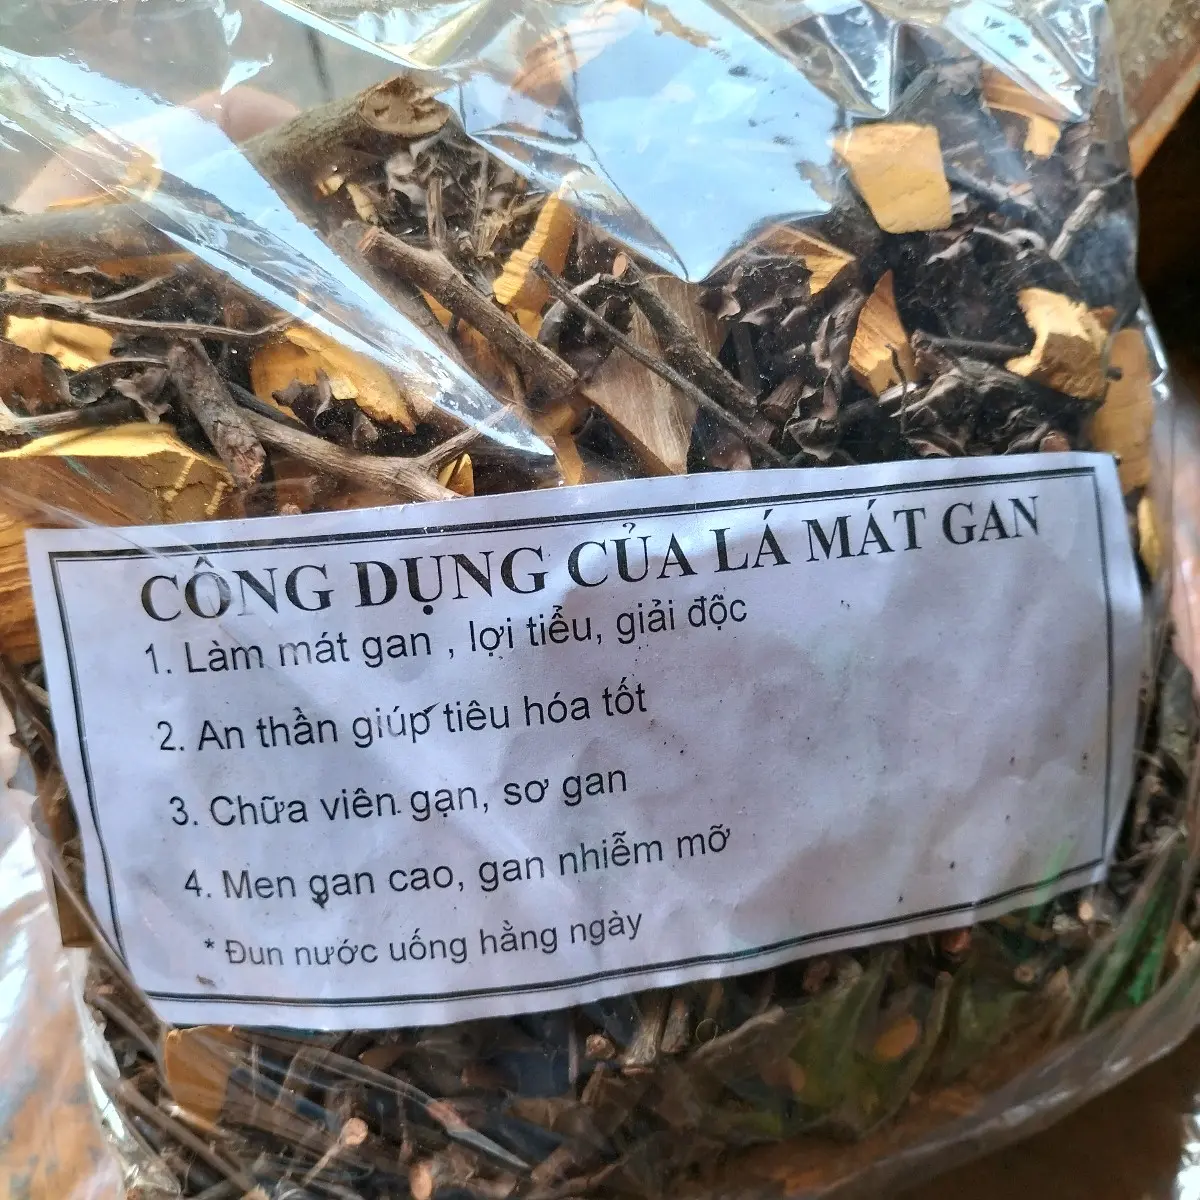 CÔNG DỤNG CỦA LÁ MÁT GAN
1. Làm mát gan , lợi tiểu, giải độc
2. An thần giúp tiêu hóa tốt
3. Chữa viên gan, sơ gan
4. Men gan cao, gan nhiễm mỡ
* Đun nước uống hằng ngày